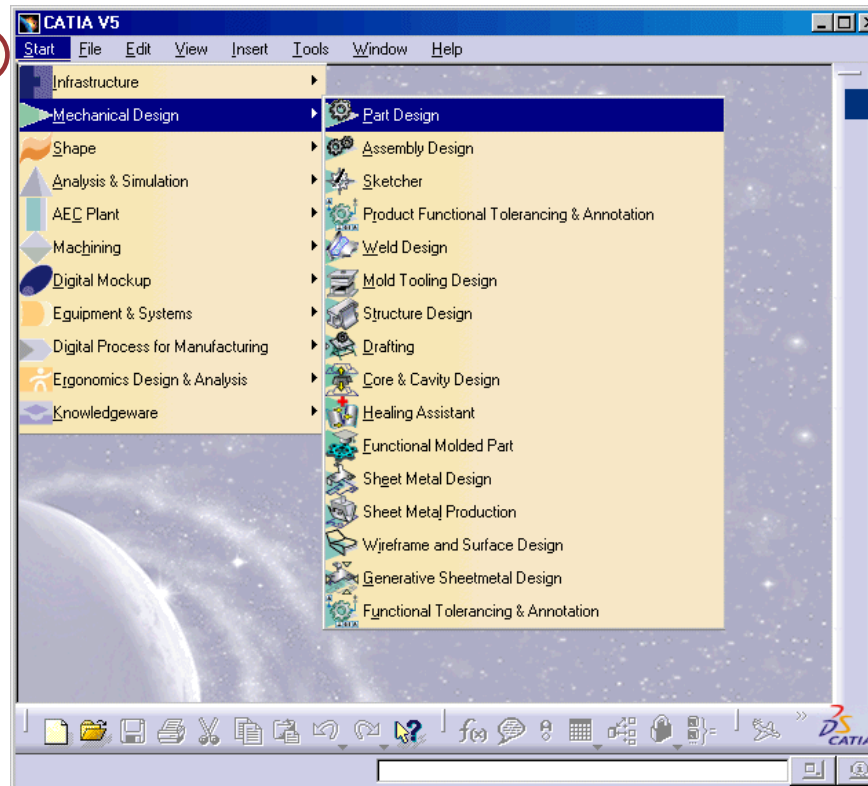 CATIA V5
Start File Edit View Insert Tools Window Help
Infrastructure
Mechanical Design
Shape
Analysis & Simulation
AEC Plant
Machining
Digital Mockup
Equipment & Systems
Digital Process for Manufacturing
Ergonomics Design & Analysis
Knowledgeware
Part Design
Assembly Design
Sketcher
Product Functional Tolerancing & Annotation
Weld Design
Mold Tooling Design
Structure Design
Drafting
Core & Cavity Design
Healing Assistant
Functional Molded Part
Sheet Metal Design
Sheet Metal Production
Wireframe and Surface Design
Generative Sheetmetal Design
Functional Tolerancing & Annotation
f(x)
DS
CATIA